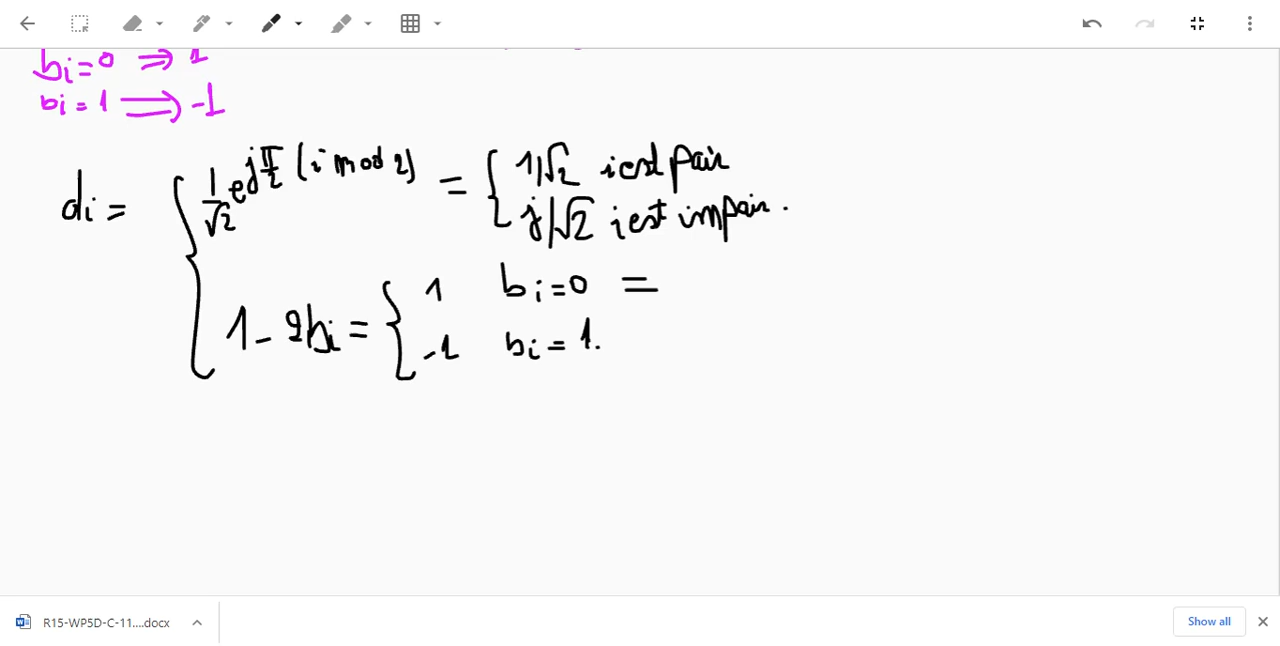 bi=0 ⇒ 1
bi=1 ⟹ -1
di = { 1/√2 e^{jπ/2 (i mod 2)} = { 1/√2 i est pair
j/√2 i est impair.
1-2bi = { 1 bi=0 =
-1 bi=1.
R15-WP5D-C-11....docx
Show all